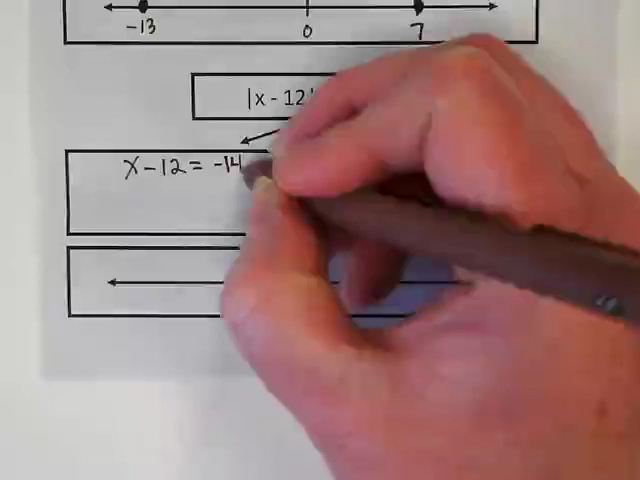 -13 0 7
|x - 12|
x - 12 = -14